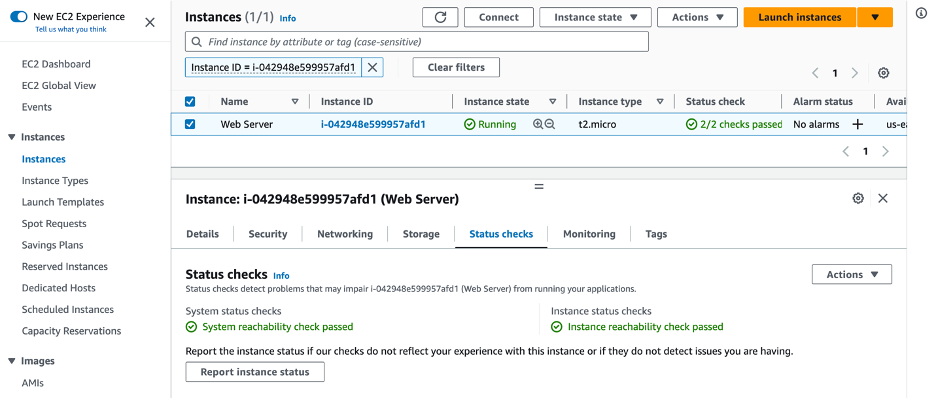 New EC2 Experience
Tell us what you think
EC2 Dashboard
EC2 Global View
Events
Instances
Instances
Instance Types
Launch Templates
Spot Requests
Savings Plans
Reserved Instances
Dedicated Hosts
Scheduled Instances
Capacity Reservations
Images
AMIs
Instances (1/1) Info
Connect
Instance state
Actions
Launch instances
Find instance by attribute or tag (case-sensitive)
Instance ID = i-042948e599957afd1
Clear filters
1
Name Instance ID Instance state Instance type Status check Alarm status Avai
Web Server i-042948e599957afd1 Running t2.micro 2/2 checks passed No alarms us-ea
1
Instance: i-042948e599957afd1 (Web Server)
Details Security Networking Storage Status checks Monitoring Tags
Status checks Info
Actions
Status checks detect problems that may impair i-042948e599957afd1 (Web Server) from running your applications.
System status checks
System reachability check passed
Instance status checks
Instance reachability check passed
Report the instance status if our checks do not reflect your experience with this instance or if they do not detect issues you are having.
Report instance status